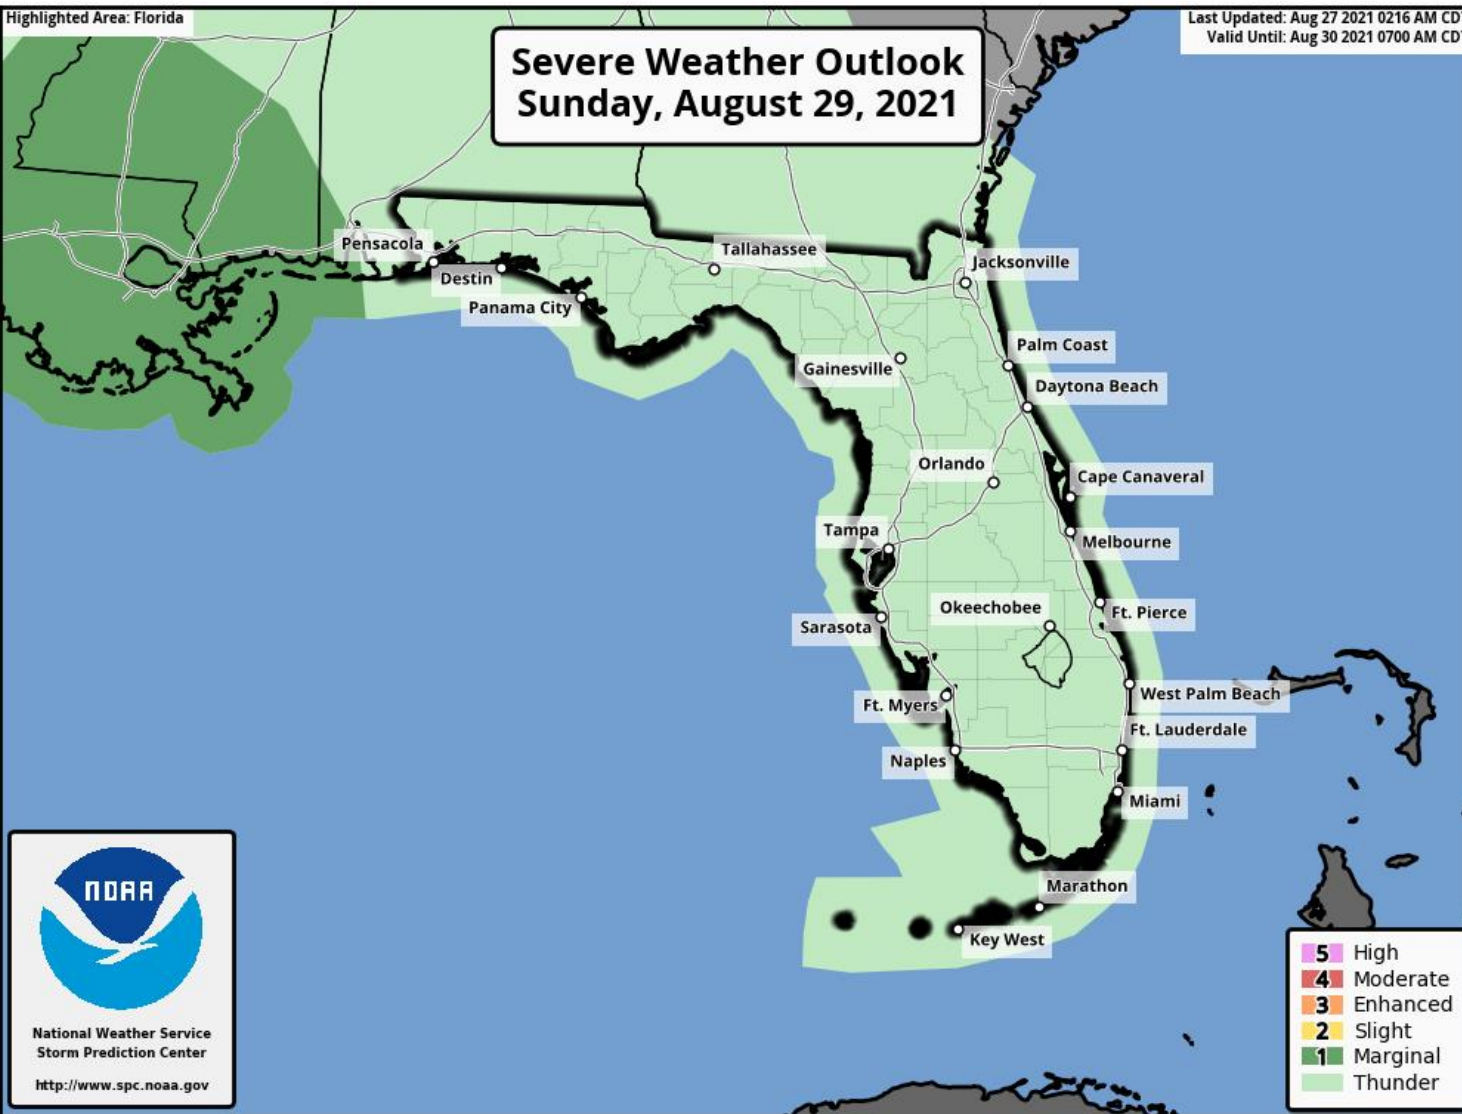 Highlighted Area: Florida
Last Updated: Aug 27 2021 0216 AM CDT
Valid Until: Aug 30 2021 0700 AM CDT
Severe Weather Outlook
Sunday, August 29, 2021
Pensacola
Tallahassee
Jacksonville
Destin
Panama City
Palm Coast
Gainesville
Daytona Beach
Orlando
Cape Canaveral
Tampa
Melbourne
Okeechobee
Ft. Pierce
Sarasota
West Palm Beach
Ft. Myers
Ft. Lauderdale
Naples
Miami
Marathon
Key West
NOAA
National Weather Service
Storm Prediction Center
http://www.spc.noaa.gov
5 High
4 Moderate
3 Enhanced
2 Slight
1 Marginal
Thunder